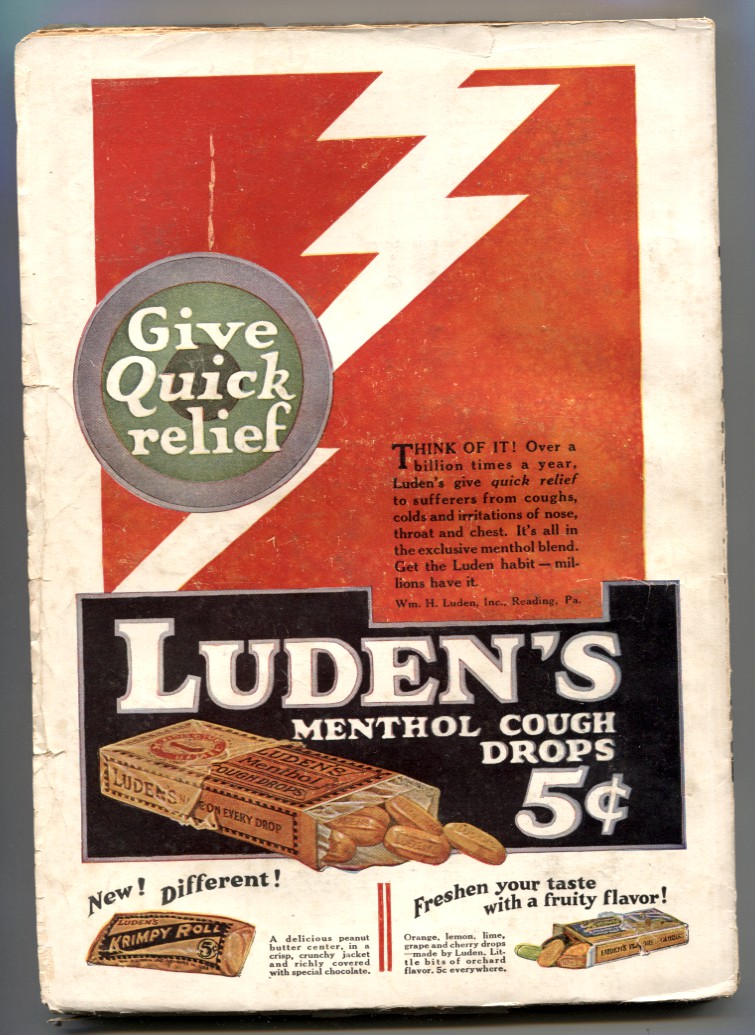 Give
Quick
relief
THINK OF IT! Over a
billion times a year,
Luden's give quick relief
to sufferers from coughs,
colds and irritations of nose,
throat and chest. It's all in
the exclusive menthol blend.
Get the Luden habit — mil-
lions have it.
Wm. H. Luden, Inc., Reading, Pa.
LUDEN'S
MENTHOL COUGH
DROPS
5¢
LUDEN'S
Menthol
COUGH DROPS
LUDEN'S
E ON EVERY DROP
New! Different!
LUDEN'S
KRIMPY ROLL
5¢
A delicious peanut
butter center, in a
crisp, crunchy jacket
and richly covered
with special chocolate.
Freshen your taste
with a fruity flavor!
Orange, lemon, lime,
grape and cherry drops
—made by Luden. Lit-
tle bits of orchard
flavor. 5c everywhere.
LUDEN'S